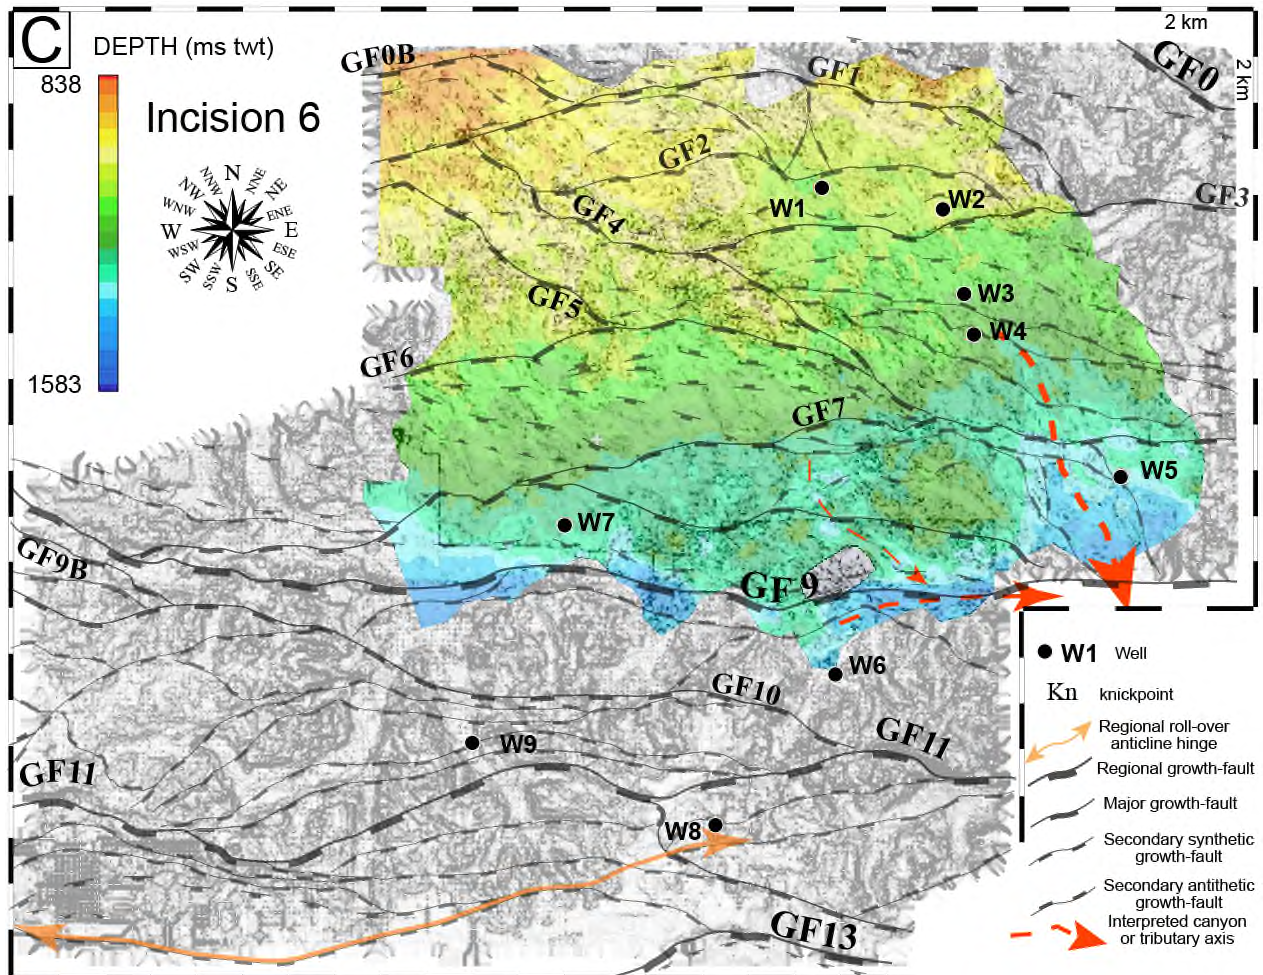 C
DEPTH (ms twt)
838
1583
Incision 6
N
NNE
NE
ENE
E
ESE
SE
SSE
S
SSW
SW
WSW
W
WNW
NW
NNW
2 km
2 km
GF0B
GF1
GF0
GF2
GF3
W1
W2
GF4
GF5
W3
W4
GF6
GF7
W5
W7
GF9B
GF 9
W6
GF10
GF11
W9
GF11
W8
GF13
W1 Well
Kn knickpoint
Regional roll-over
anticline hinge
Regional growth-fault
Major growth-fault
Secondary synthetic
growth-fault
Secondary antithetic
growth-fault
Interpreted canyon
or tributary axis